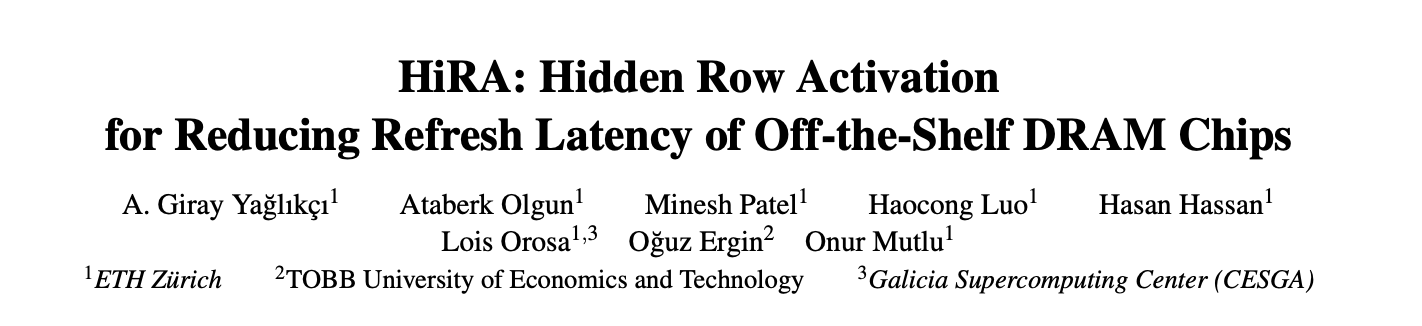 HiRA: Hidden Row Activation
for Reducing Refresh Latency of Off-the-Shelf DRAM Chips
A. Giray Yağlıkçı¹ Ataberk Olgun¹ Minesh Patel¹ Haocong Luo¹ Hasan Hassan¹
Lois Orosa¹,³ Oğuz Ergin² Onur Mutlu¹
¹ETH Zürich ²TOBB University of Economics and Technology ³Galicia Supercomputing Center (CESGA)